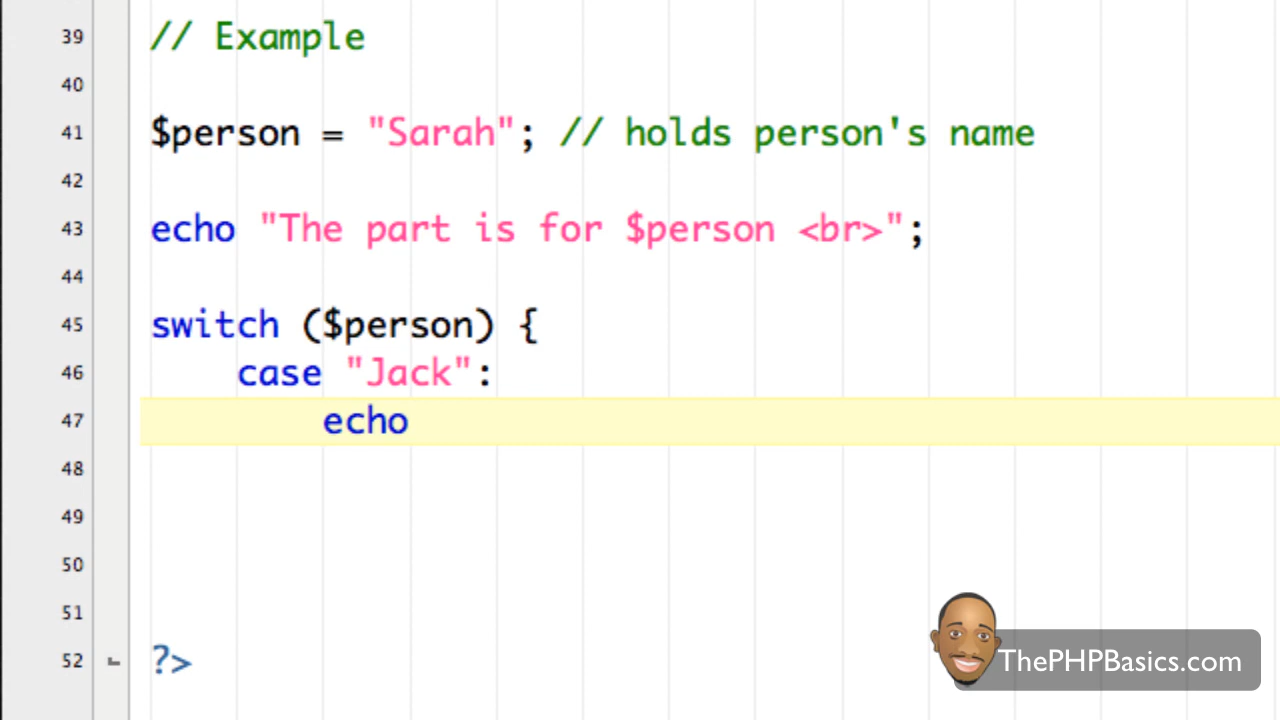 39 // Example
40
41 $person = "Sarah"; // holds person's name
42
43 echo "The part is for $person <br>";
44
45 switch ($person) {
46     case "Jack":
47         echo
48
49
50
51
52 ?>
ThePHPBasics.com